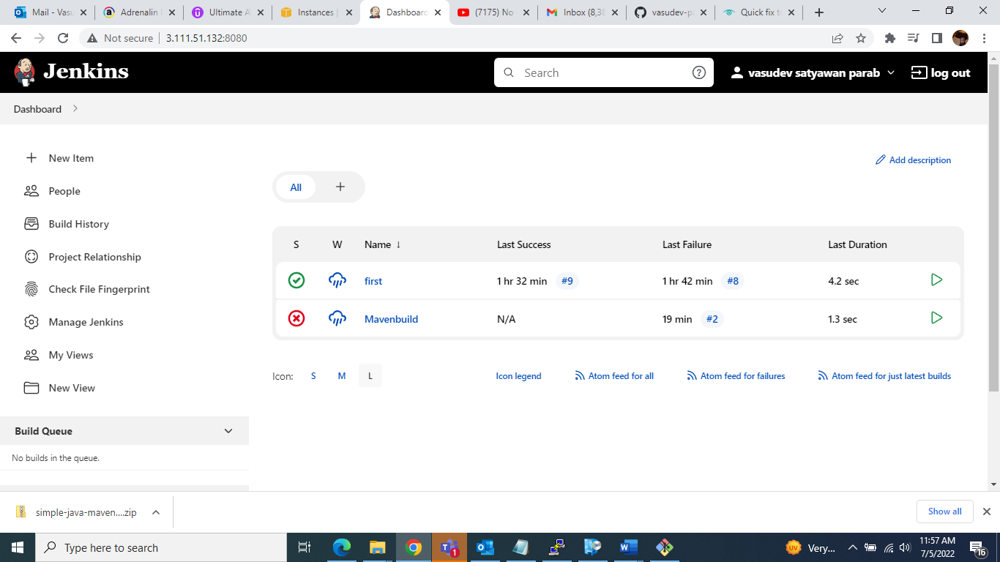 Mail - Vasu
Adrenalin
Ultimate A
Instances |
Dashboard
(7175) No
Inbox (8,38
vasudev-p
Quick fix t
Not secure
3.111.51.132:8080
Jenkins
Search
vasudev satyawan parab
log out
Dashboard
New Item
People
Build History
Project Relationship
Check File Fingerprint
Manage Jenkins
My Views
New View
Build Queue
No builds in the queue.
Add description
All +
S W Name ↓ Last Success Last Failure Last Duration
first 1 hr 32 min #9 1 hr 42 min #8 4.2 sec
Mavenbuild N/A 19 min #2 1.3 sec
Icon: S M L Icon legend Atom feed for all Atom feed for failures Atom feed for just latest builds
simple-java-maven....zip
Show all
Type here to search
1
UV
Very...
11:57 AM
7/5/2022
16